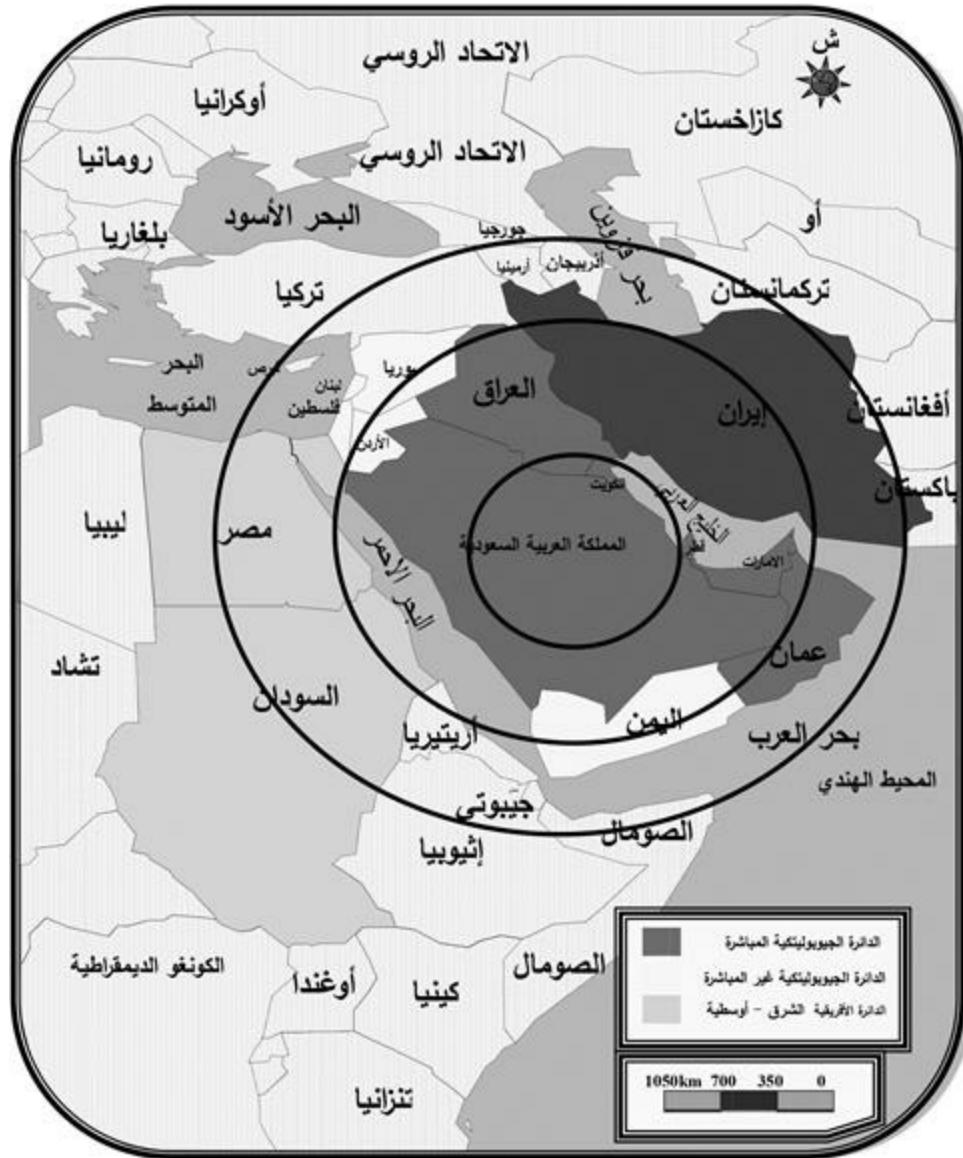 ش
الاتحاد الروسي
أوكرانيا
كازاخستان
رومانيا
الاتحاد الروسي
أو
البحر الأسود
بلغاريا
جورجيا
بحر قزوين
أرمينيا
أذربيجان
تركيا
تركمانستان
البحر
المتوسط
قبرص
سوريا
لبنان
فلسطين
العراق
إيران
أفغانستان
الأردن
باكستان
الكويت
الخليج العربي
ليبيا
مصر
المملكة العربية السعودية
قطر
الامارات
البحر الأحمر
تشاد
السودان
عمان
اليمن
أريتيريا
بحر العرب
المحيط الهندي
جيبوتي
الصومال
إثيوبيا
الكونغو الديمقراطية
أوغندا
كينيا
الصومال
تنزانيا
الدائرة الجيوبوليتكية المباشرة
الدائرة الجيوبوليتكية غير المباشرة
الدائرة الأفريقية الشرق - أوسطية
1050km 700 350 0